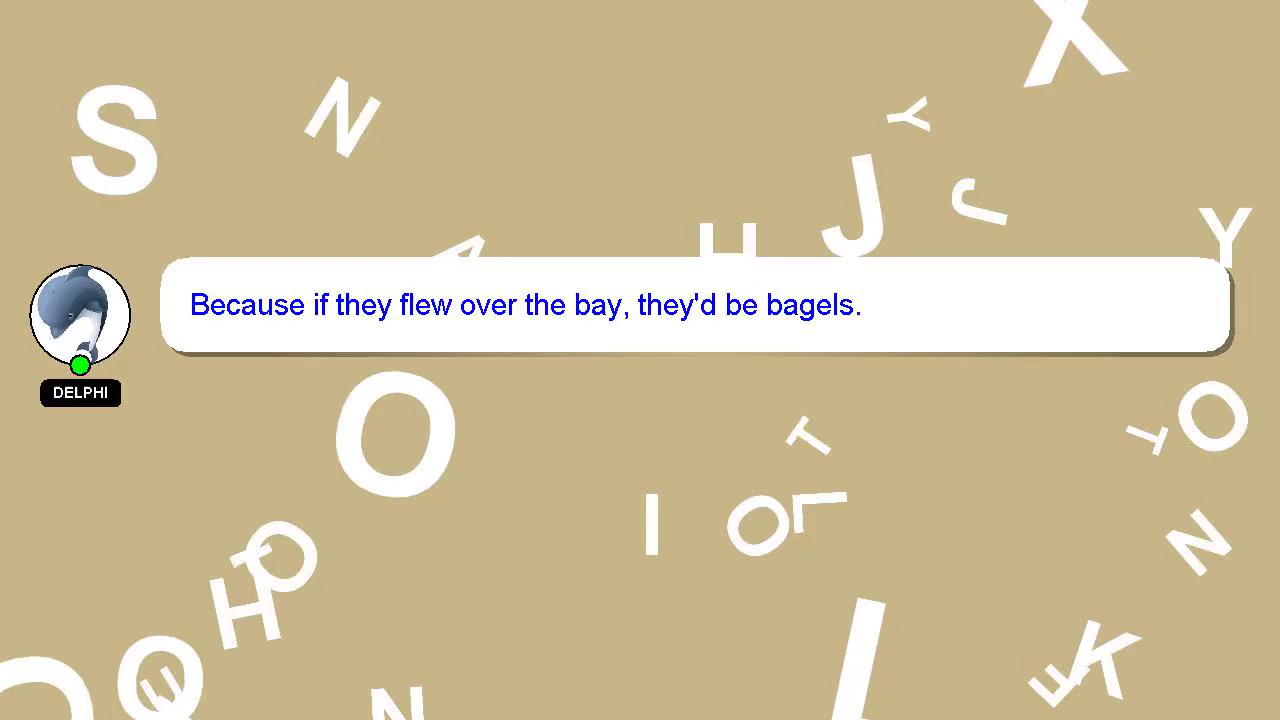 X
S
N
Y
J
J
Y
H
A
Because if they flew over the bay, they'd be bagels.
DELPHI
O
O
T
T
I
O
L
N
O
T
H
L
K
E
O
E
N
O